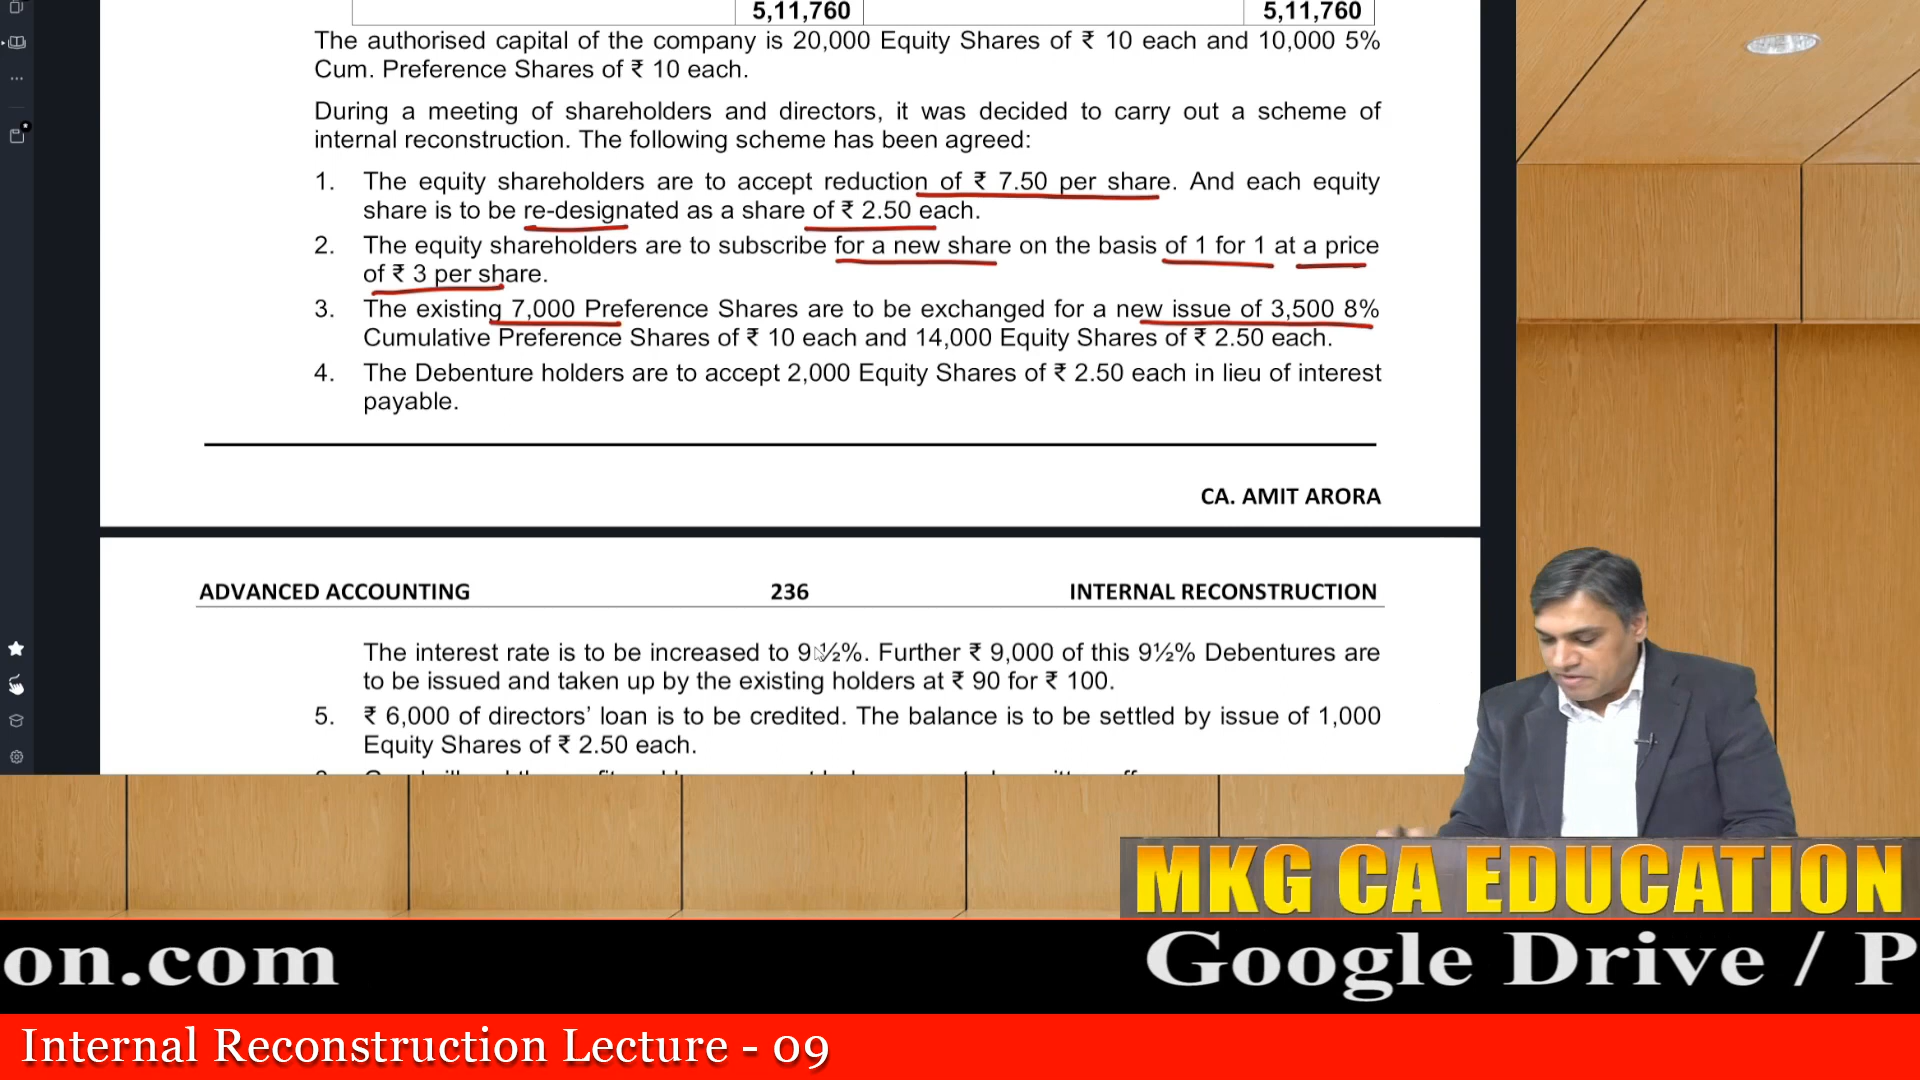 5,11,760 5,11,760
The authorised capital of the company is 20,000 Equity Shares of ₹ 10 each and 10,000 5%
Cum. Preference Shares of ₹ 10 each.
During a meeting of shareholders and directors, it was decided to carry out a scheme of
internal reconstruction. The following scheme has been agreed:
1. The equity shareholders are to accept reduction of ₹ 7.50 per share. And each equity
share is to be re-designated as a share of ₹ 2.50 each.
2. The equity shareholders are to subscribe for a new share on the basis of 1 for 1 at a price
of ₹ 3 per share.
3. The existing 7,000 Preference Shares are to be exchanged for a new issue of 3,500 8%
Cumulative Preference Shares of ₹ 10 each and 14,000 Equity Shares of ₹ 2.50 each.
4. The Debenture holders are to accept 2,000 Equity Shares of ₹ 2.50 each in lieu of interest
payable.
CA. AMIT ARORA
ADVANCED ACCOUNTING 236 INTERNAL RECONSTRUCTION
The interest rate is to be increased to 9½%. Further ₹ 9,000 of this 9½% Debentures are
to be issued and taken up by the existing holders at ₹ 90 for ₹ 100.
5. ₹ 6,000 of directors’ loan is to be credited. The balance is to be settled by issue of 1,000
Equity Shares of ₹ 2.50 each.
MKG CA EDUCATION
on.com Google Drive / P
Internal Reconstruction Lecture - 09